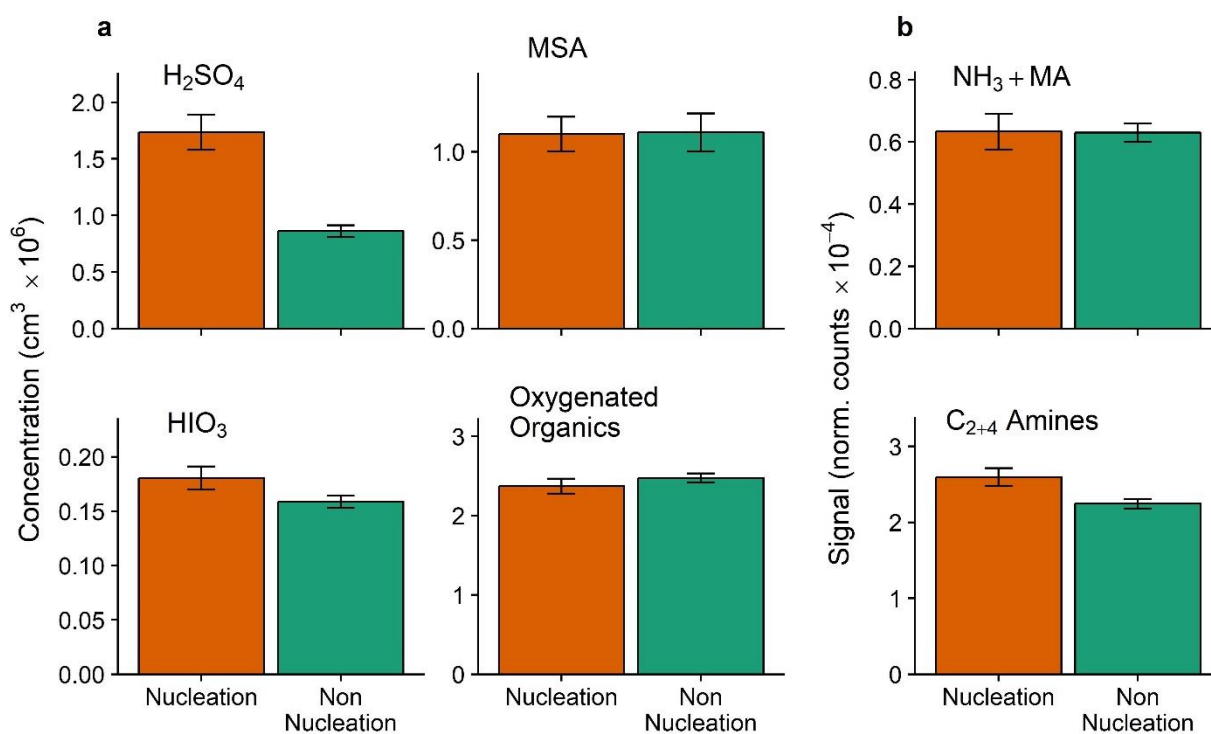 a
b
H₂SO₄
MSA
NH₃ + MA
Concentration (cm³ × 10⁶)
2.0
1.5
1.0
0.5
0.0
1.0
0.5
0.0
Signal (norm. counts × 10⁻⁴)
0.8
0.6
0.4
0.2
0.0
HIO₃
Oxygenated
Organics
C₂₊₄ Amines
0.20
0.15
0.10
0.05
0.00
3
2
1
0
3
2
1
0
Nucleation
Non
Nucleation
Nucleation
Non
Nucleation
Nucleation
Non
Nucleation